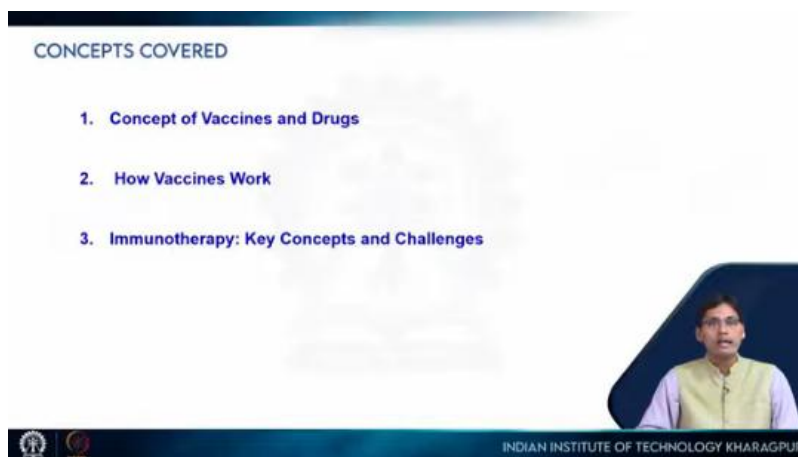 CONCEPTS COVERED
1. Concept of Vaccines and Drugs
2. How Vaccines Work
3. Immunotherapy: Key Concepts and Challenges
INDIAN INSTITUTE OF TECHNOLOGY KHARAGPUR